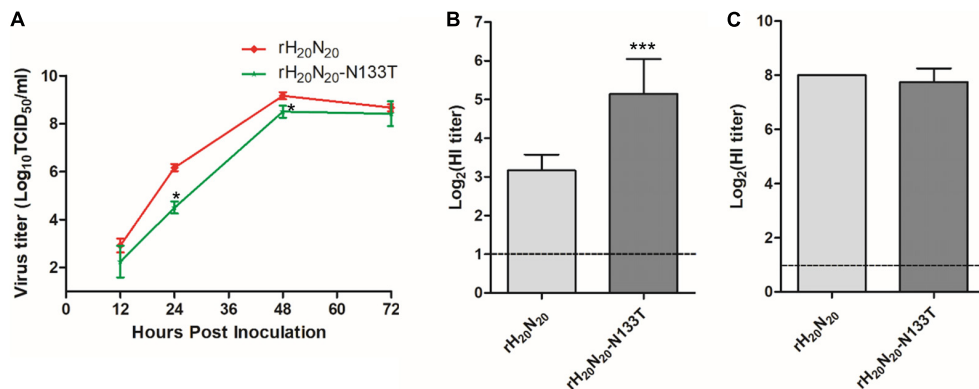 A
rH20N20
rH20N20-N133T
Virus titer (Log10TCID50/ml)
10
8
6
4
2
*
*
0 12 24 36 48 60 72
Hours Post Inoculation
B
***
Log2(HI titer)
7
6
5
4
3
2
1
0
rH20N20
rH20N20-N133T
C
Log2(HI titer)
10
8
6
4
2
0
rH20N20
rH20N20-N133T